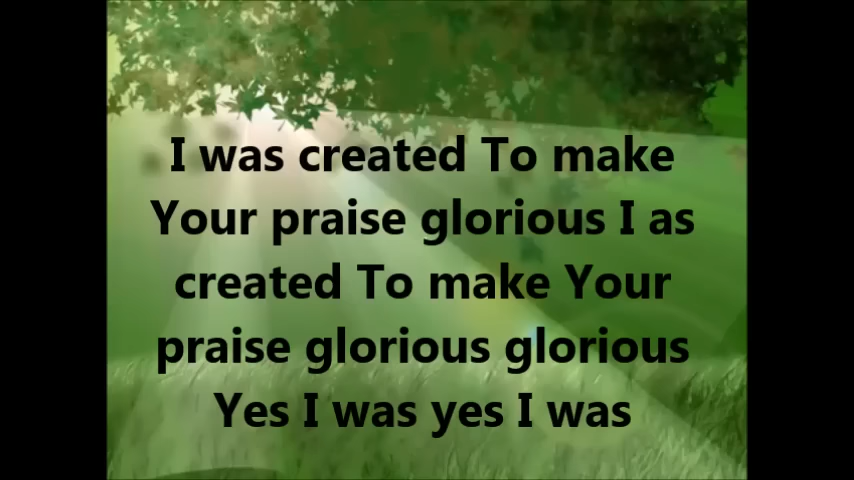 I was created To make
Your praise glorious I as
created To make Your
praise glorious glorious
Yes I was yes I was